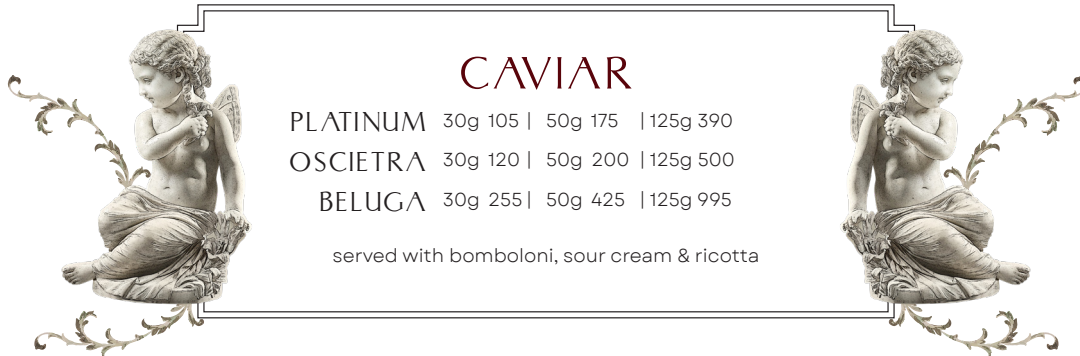 CAVIAR
PLATINUM 30g 105 | 50g 175 | 125g 390
OSCIETRA 30g 120 | 50g 200 | 125g 500
BELUGA 30g 255 | 50g 425 | 125g 995
served with bomboloni, sour cream & ricotta